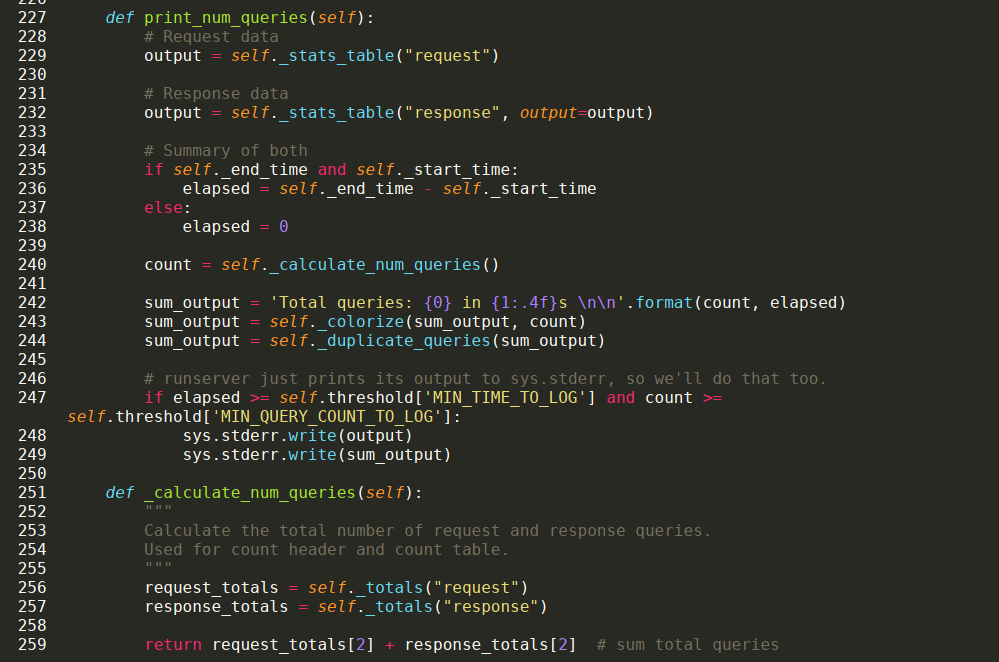 226
227 def print_num_queries(self):
228 # Request data
229 output = self._stats_table("request")
230
231 # Response data
232 output = self._stats_table("response", output=output)
233
234 # Summary of both
235 if self._end_time and self._start_time:
236 elapsed = self._end_time - self._start_time
237 else:
238 elapsed = 0
239
240 count = self._calculate_num_queries()
241
242 sum_output = 'Total queries: {0} in {1:.4f}s \n\n'.format(count, elapsed)
243 sum_output = self._colorize(sum_output, count)
244 sum_output = self._duplicate_queries(sum_output)
245
246 # runserver just prints its output to sys.stderr, so we'll do that too.
247 if elapsed >= self.threshold['MIN_TIME_TO_LOG'] and count >=
self.threshold['MIN_QUERY_COUNT_TO_LOG']:
248 sys.stderr.write(output)
249 sys.stderr.write(sum_output)
250
251 def _calculate_num_queries(self):
252 """
253 Calculate the total number of request and response queries.
254 Used for count header and count table.
255 """
256 request_totals = self._totals("request")
257 response_totals = self._totals("response")
258
259 return request_totals[2] + response_totals[2] # sum total queries